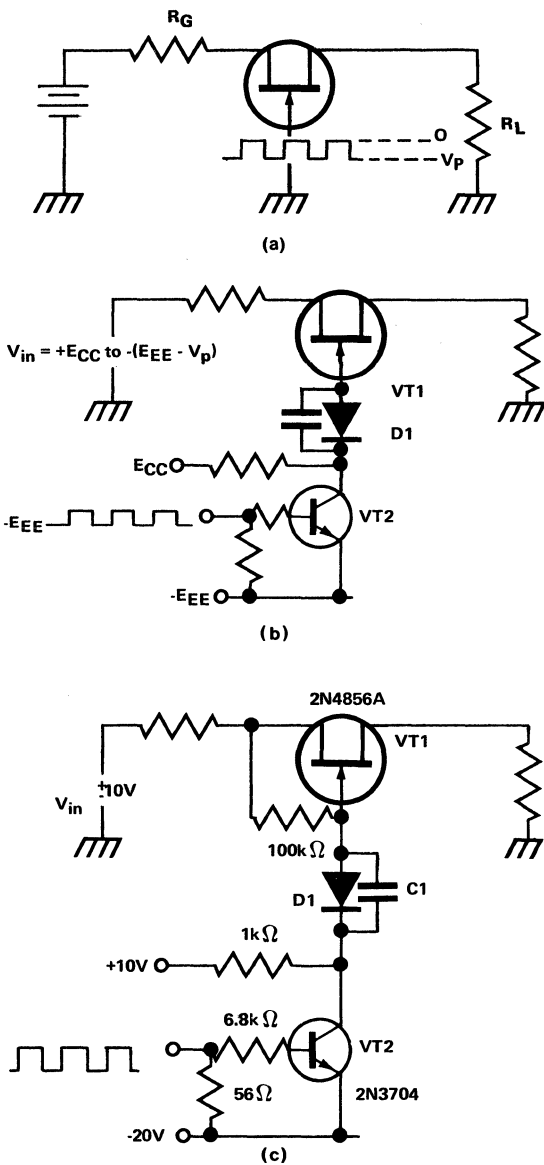 R_G
O
V_P
R_L
(a)
V_in = +E_CC to -(E_EE - V_p)
VT1
D1
E_CC
-E_EE
VT2
-E_EE
(b)
2N4856A
VT1
±10V
V_in
100kΩ
D1
C1
1kΩ
+10V
6.8kΩ
VT2
56Ω
2N3704
-20V
(c)